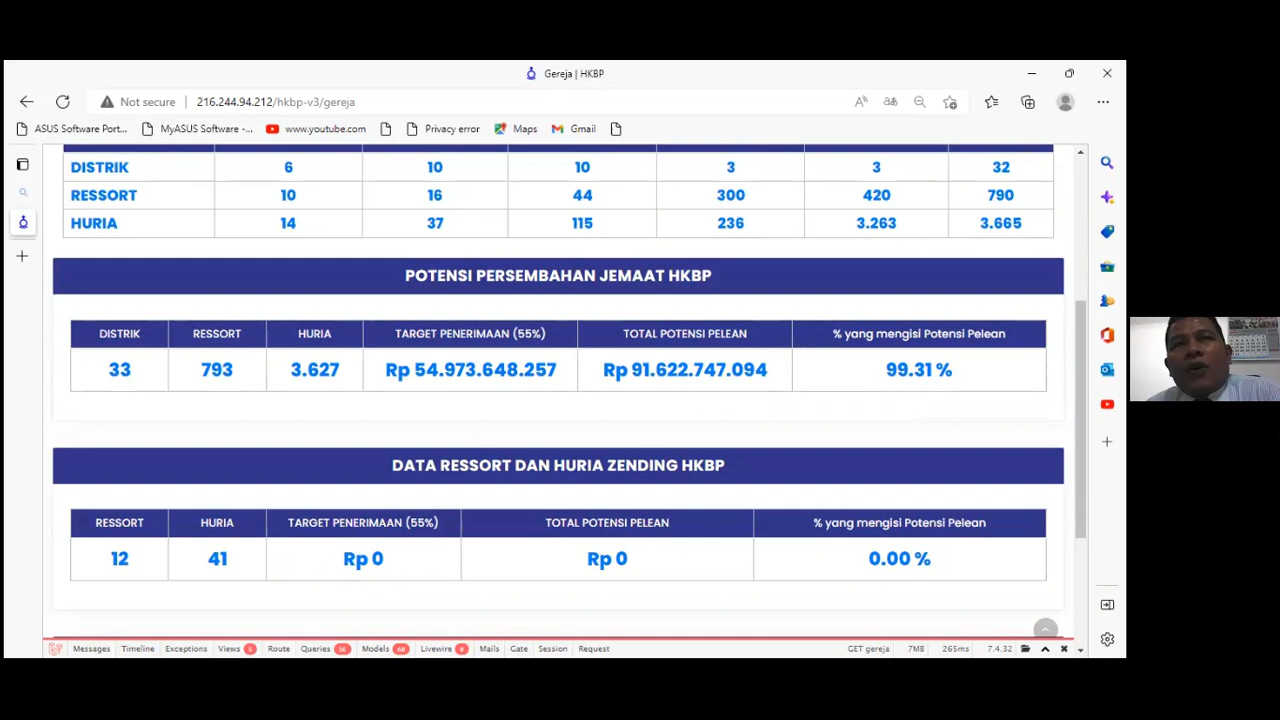 Gereja | HKBP
Not secure 216.244.94.212/hkbp-v3/gereja
ASUS Software Port... MyASUS Software -... www.youtube.com Privacy error Maps Gmail
DISTRIK 6 10 10 3 3 32
RESSORT 10 16 44 300 420 790
HURIA 14 37 115 236 3.263 3.665
POTENSI PERSEMBAHAN JEMAAT HKBP
DISTRIK RESSORT HURIA TARGET PENERIMAAN (55%) TOTAL POTENSI PELEAN % yang mengisi Potensi Pelean
33 793 3.627 Rp 54.973.648.257 Rp 91.622.747.094 99.31 %
DATA RESSORT DAN HURIA ZENDING HKBP
RESSORT HURIA TARGET PENERIMAAN (55%) TOTAL POTENSI PELEAN % yang mengisi Potensi Pelean
12 41 Rp 0 Rp 0 0.00 %
Messages Timeline Exceptions Views 5 Route Queries Models Livewire Mails Gate Session Request GET gereja 7MB 265ms 7.4.32